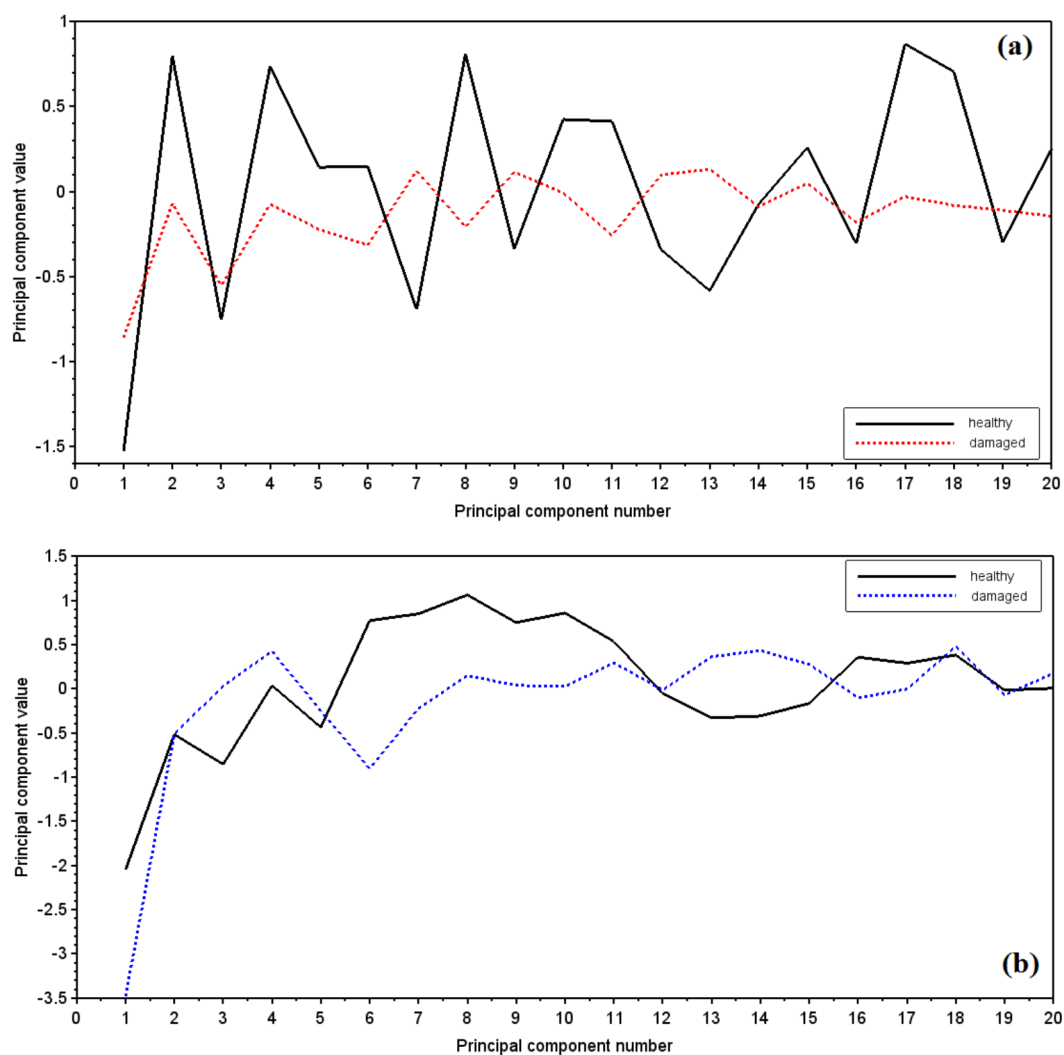 (a)
1
0.5
0
-0.5
-1
-1.5
Principal component value
healthy
damaged
0 1 2 3 4 5 6 7 8 9 10 11 12 13 14 15 16 17 18 19 20
Principal component number
1.5
1
0.5
0
-0.5
-1
-1.5
-2
-2.5
-3
-3.5
Principal component value
healthy
damaged
(b)
0 1 2 3 4 5 6 7 8 9 10 11 12 13 14 15 16 17 18 19 20
Principal component number